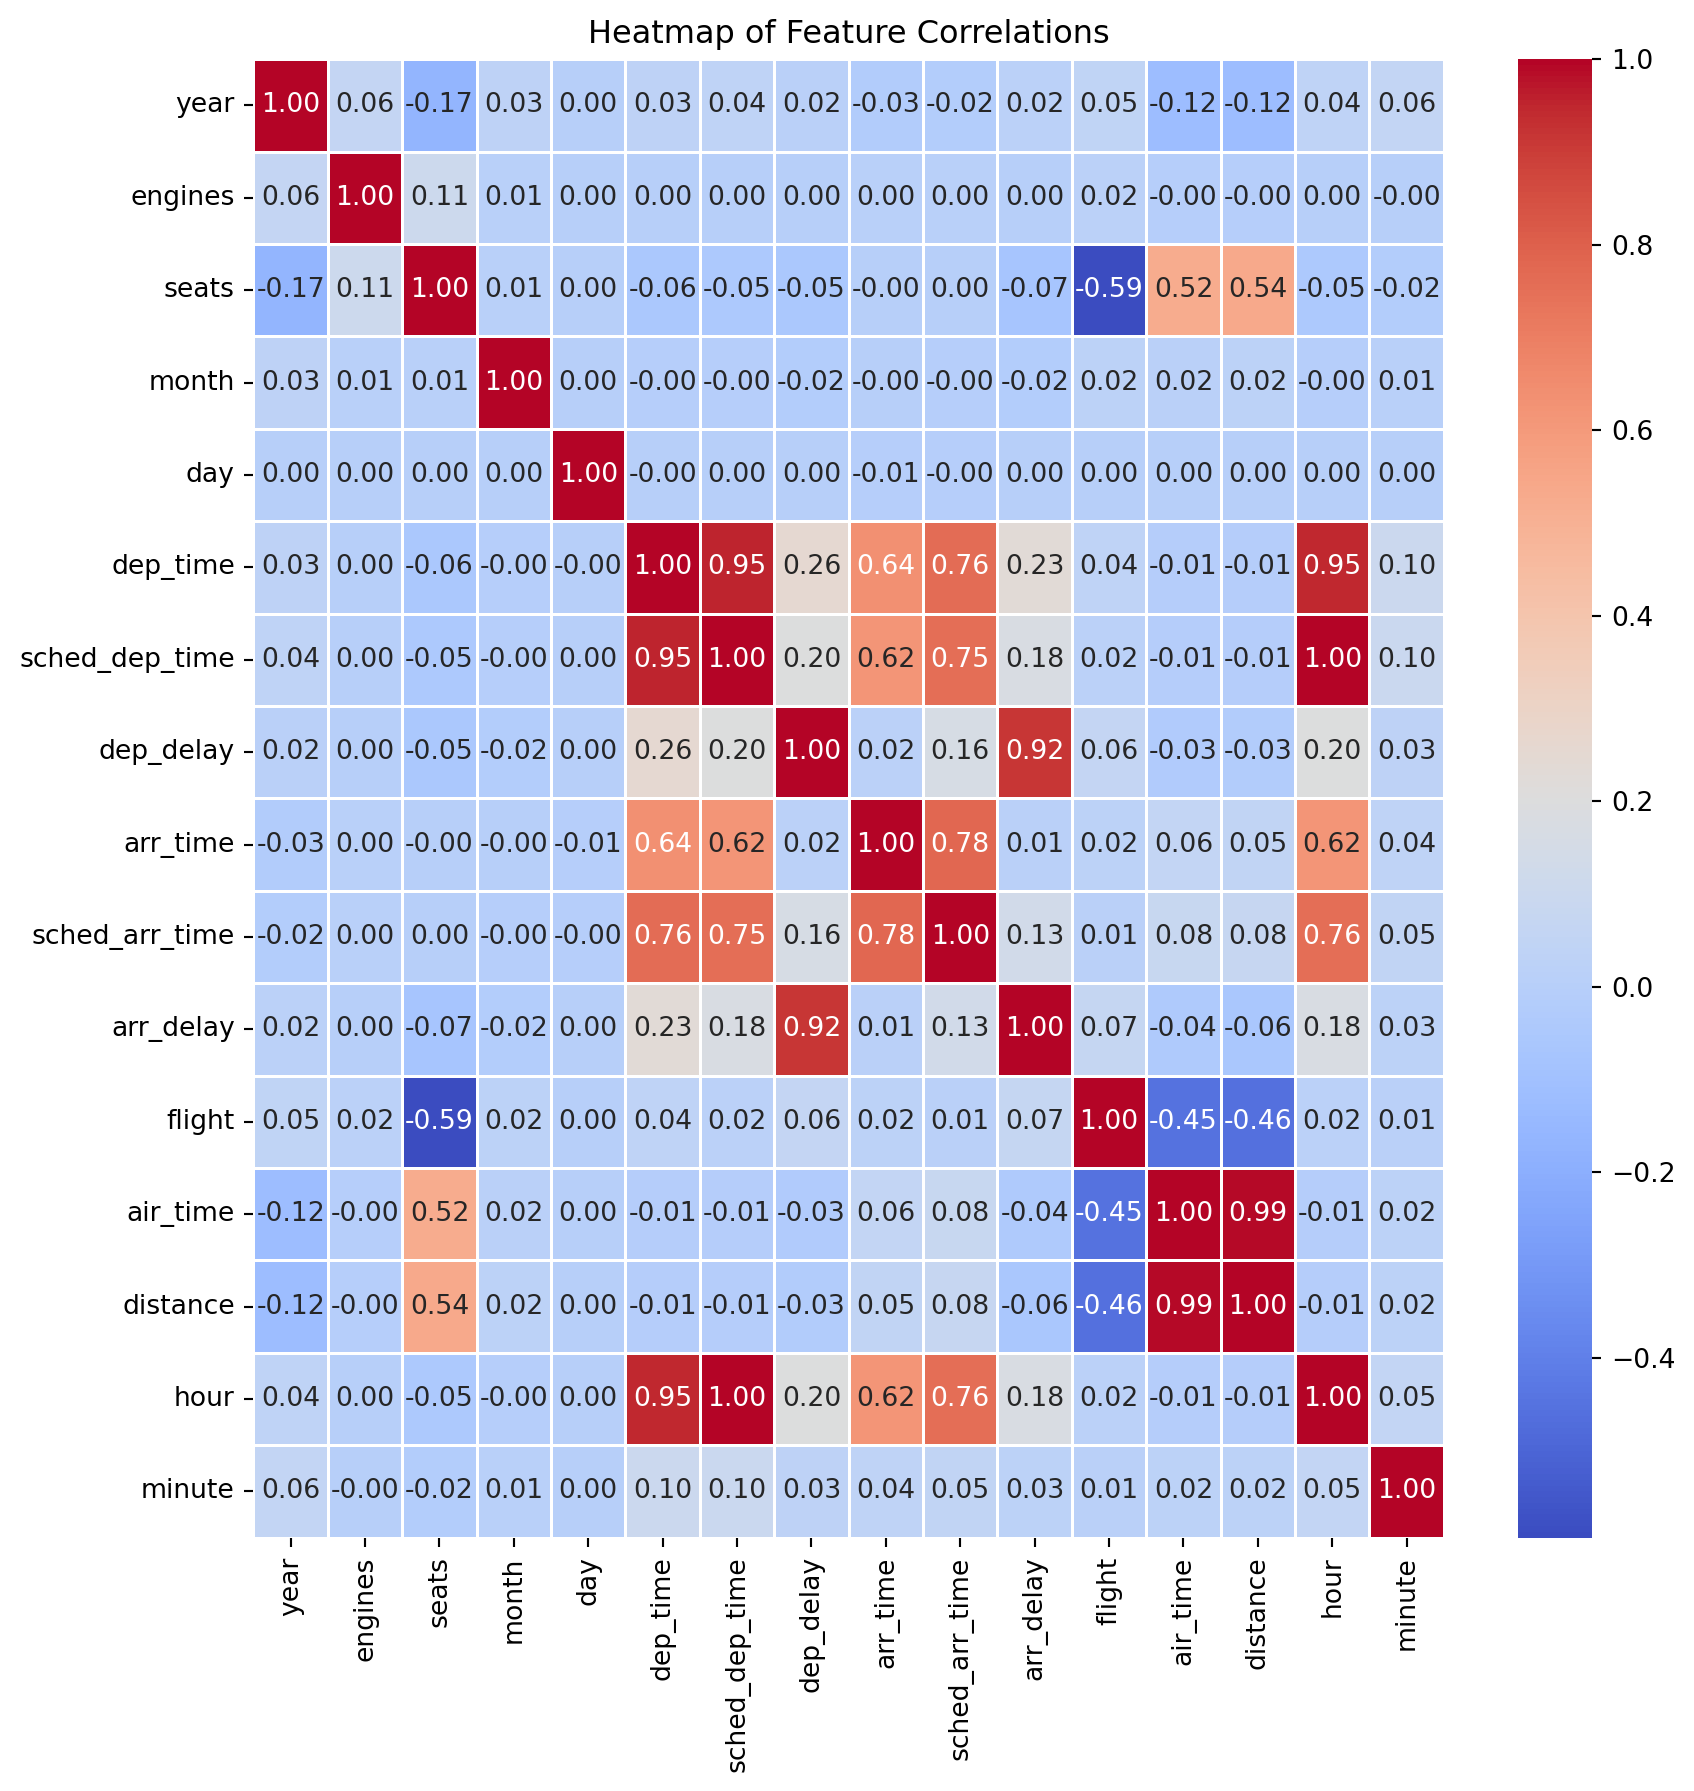 Heatmap of Feature Correlations
year 1.00 0.06 -0.17 0.03 0.00 0.03 0.04 0.02 -0.03 -0.02 0.02 0.05 -0.12 -0.12 0.04 0.06
engines 0.06 1.00 0.11 0.01 0.00 0.00 0.00 0.00 0.00 0.00 0.00 0.02 -0.00 -0.00 0.00 -0.00
seats -0.17 0.11 1.00 0.01 0.00 -0.06 -0.05 -0.05 -0.00 0.00 -0.07 -0.59 0.52 0.54 -0.05 -0.02
month 0.03 0.01 0.01 1.00 0.00 -0.00 -0.00 -0.02 -0.00 -0.00 -0.02 0.02 0.02 0.02 -0.00 0.01
day 0.00 0.00 0.00 0.00 1.00 -0.00 0.00 0.00 -0.01 -0.00 0.00 0.00 0.00 0.00 0.00 0.00
dep_time 0.03 0.00 -0.06 -0.00 -0.00 1.00 0.95 0.26 0.64 0.76 0.23 0.04 -0.01 -0.01 0.95 0.10
sched_dep_time 0.04 0.00 -0.05 -0.00 0.00 0.95 1.00 0.20 0.62 0.75 0.18 0.02 -0.01 -0.01 1.00 0.10
dep_delay 0.02 0.00 -0.05 -0.02 0.00 0.26 0.20 1.00 0.02 0.16 0.92 0.06 -0.03 -0.03 0.20 0.03
arr_time -0.03 0.00 -0.00 -0.00 -0.01 0.64 0.62 0.02 1.00 0.78 0.01 0.02 0.06 0.05 0.62 0.04
sched_arr_time -0.02 0.00 0.00 -0.00 -0.00 0.76 0.75 0.16 0.78 1.00 0.13 0.01 0.08 0.08 0.76 0.05
arr_delay 0.02 0.00 -0.07 -0.02 0.00 0.23 0.18 0.92 0.01 0.13 1.00 0.07 -0.04 -0.06 0.18 0.03
flight 0.05 0.02 -0.59 0.02 0.00 0.04 0.02 0.06 0.02 0.01 0.07 1.00 -0.45 -0.46 0.02 0.01
air_time -0.12 -0.00 0.52 0.02 0.00 -0.01 -0.01 -0.03 0.06 0.08 -0.04 -0.45 1.00 0.99 -0.01 0.02
distance -0.12 -0.00 0.54 0.02 0.00 -0.01 -0.01 -0.03 0.05 0.08 -0.06 -0.46 0.99 1.00 -0.01 0.02
hour 0.04 0.00 -0.05 -0.00 0.00 0.95 1.00 0.20 0.62 0.76 0.18 0.02 -0.01 -0.01 1.00 0.05
minute 0.06 -0.00 -0.02 0.01 0.00 0.10 0.10 0.03 0.04 0.05 0.03 0.01 0.02 0.02 0.05 1.00
year engines seats month day dep_time sched_dep_time dep_delay arr_time sched_arr_time arr_delay flight air_time distance hour minute
1.0
0.8
0.6
0.4
0.2
0.0
−0.2
−0.4